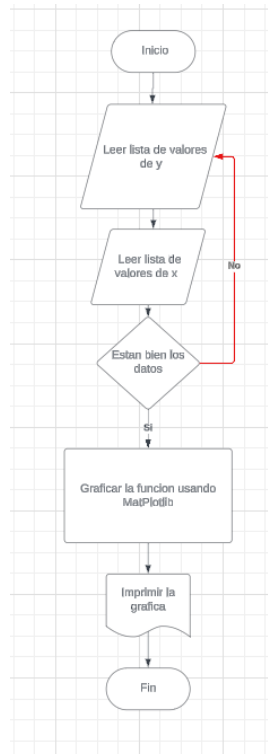 Inicio
Leer lista de valores
de y
Leer lista de
valores de x
No
Estan bien los
datos
Si
Graficar la funcion usando
MatPlotlib
Imprimir la
grafica
Fin